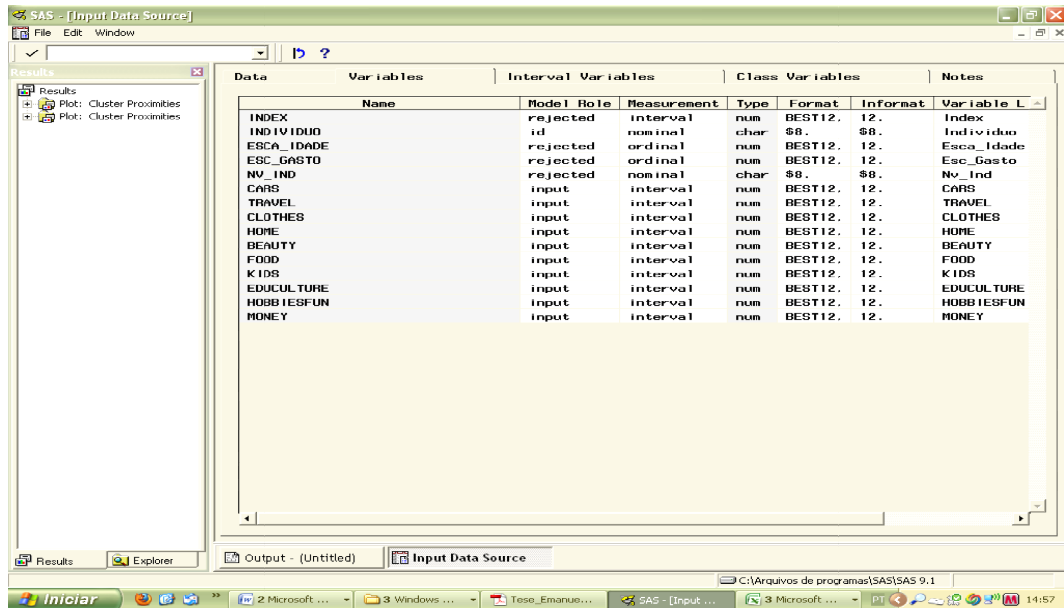 SAS - [Input Data Source]
File Edit Window
Results
Results
Plot: Cluster Proximities
Plot: Cluster Proximities
Data Variables Interval Variables Class Variables Notes
Name Model Role Measurement Type Format Informat Variable L
INDEX rejected interval num BEST12. 12. Index
INDIVIDUO id nominal char $8. $8. Individuo
ESCA_IDADE rejected ordinal num BEST12. 12. Esca_Idade
ESC_GASTO rejected ordinal num BEST12. 12. Esc_Gasto
NV_IND rejected nominal char $8. $8. Nv_Ind
CARS input interval num BEST12. 12. CARS
TRAVEL input interval num BEST12. 12. TRAVEL
CLOTHES input interval num BEST12. 12. CLOTHES
HOME input interval num BEST12. 12. HOME
BEAUTY input interval num BEST12. 12. BEAUTY
FOOD input interval num BEST12. 12. FOOD
KIDS input interval num BEST12. 12. KIDS
EDUCULTURE input interval num BEST12. 12. EDUCULTURE
HOBBIESFUN input interval num BEST12. 12. HOBBIESFUN
MONEY input interval num BEST12. 12. MONEY
Results Explorer Output - (Untitled) Input Data Source
C:\Arquivos de programas\SAS\SAS 9.1
Iniciar 2 Microsoft ... 3 Windows ... Tese_Emanue... SAS - [Input ... 3 Microsoft ... PT 14:57